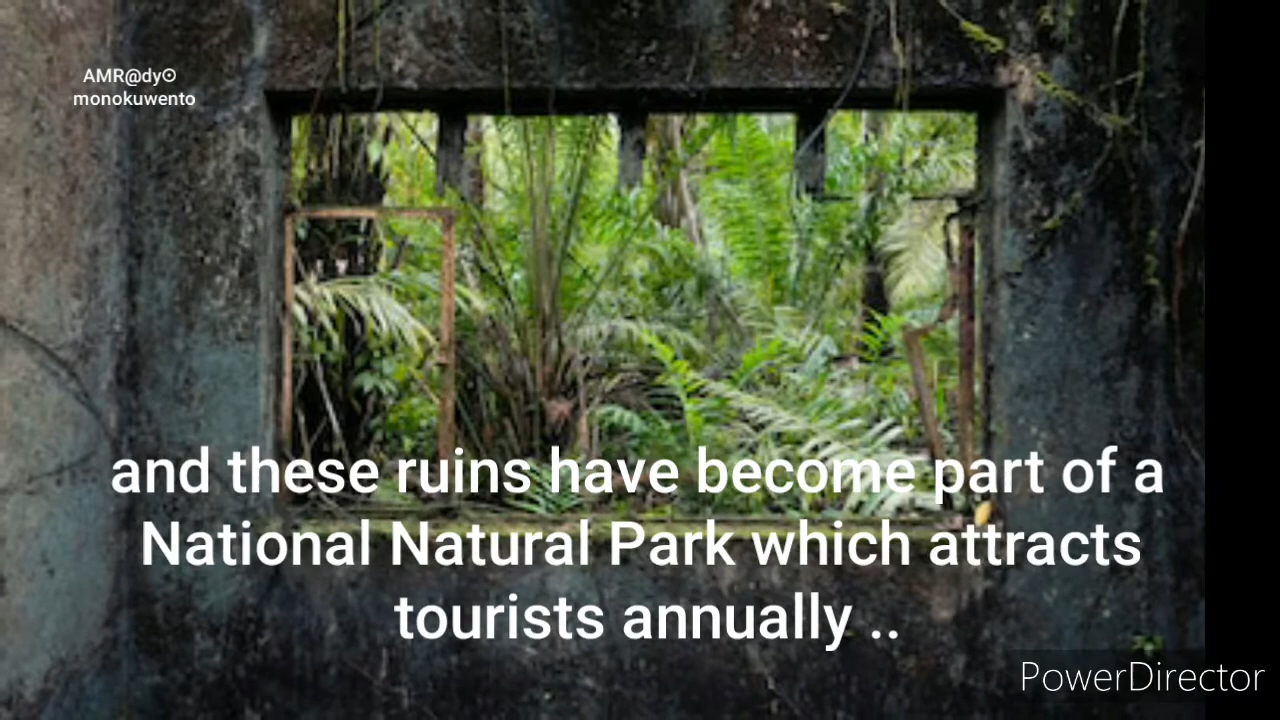 AMR@dy⊙
monokuwento
and these ruins have become part of a
National Natural Park which attracts
tourists annually ..
PowerDirector